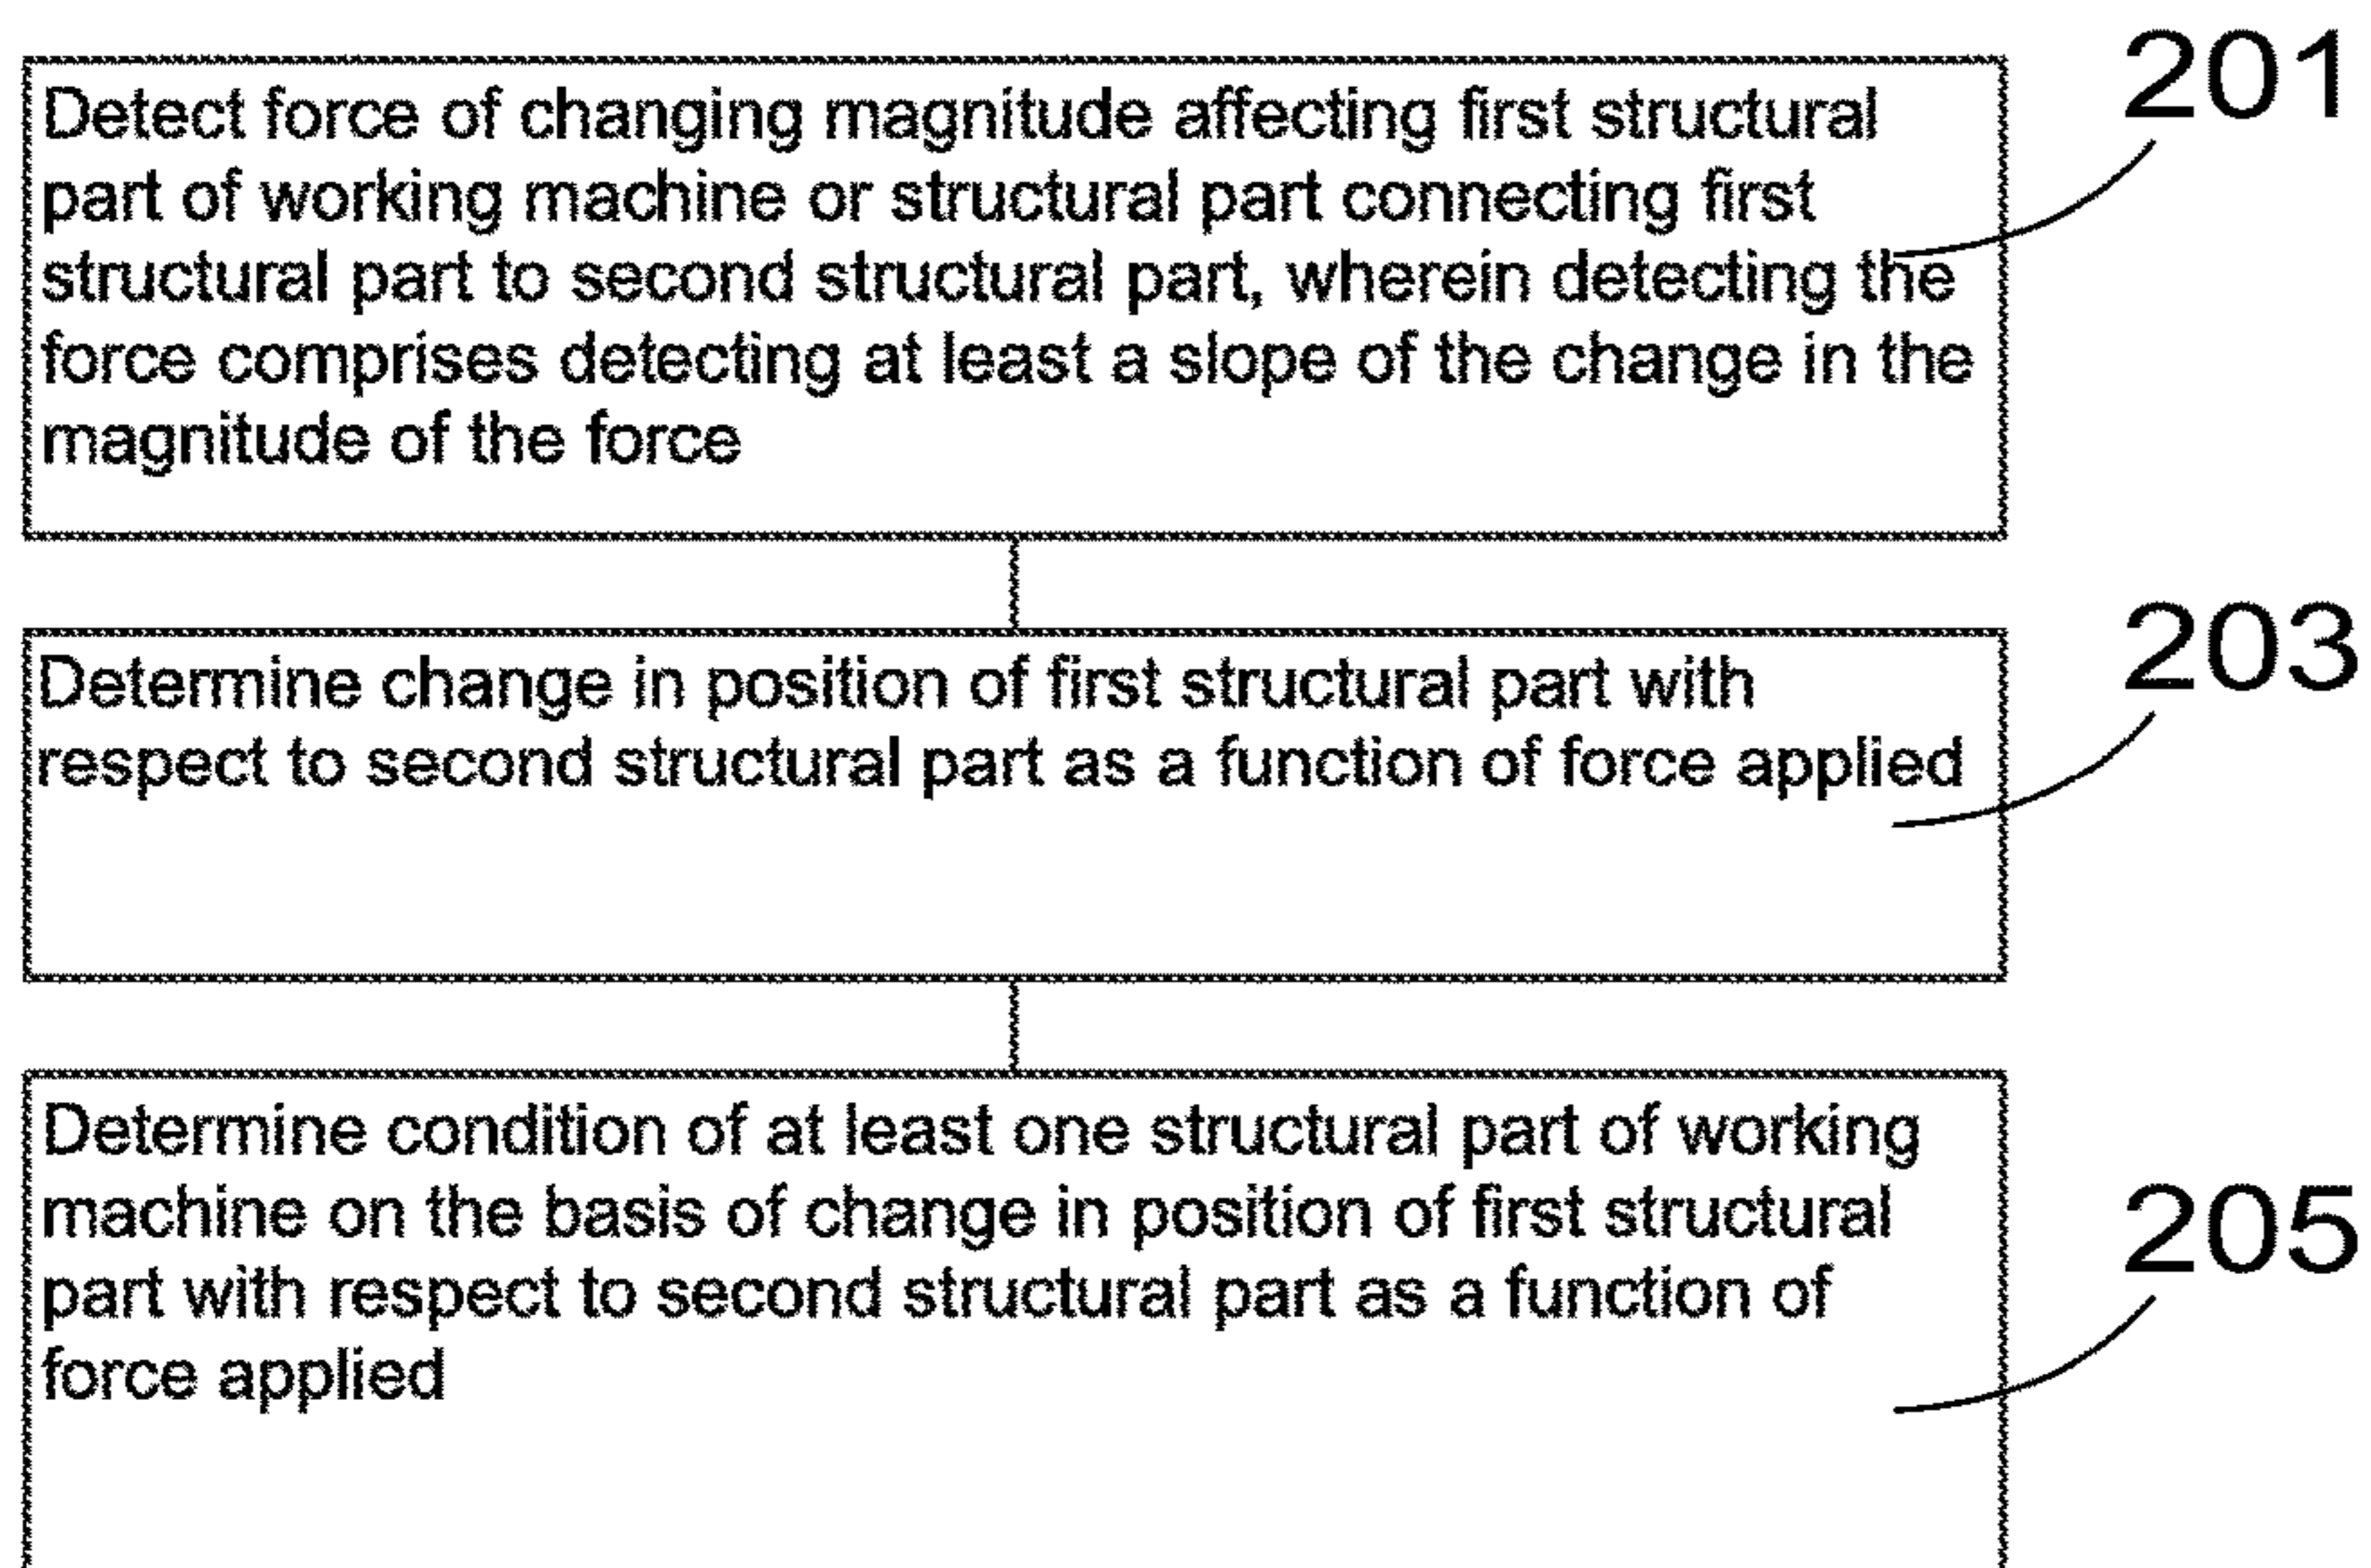 201
Detect force of changing magnitude affecting first structural
part of working machine or structural part connecting first
structural part to second structural part, wherein detecting the
force comprises detecting at least a slope of the change in the
magnitude of the force
203
Determine change in position of first structural part with
respect to second structural part as a function of force applied
205
Determine condition of at least one structural part of working
machine on the basis of change in position of first structural
part with respect to second structural part as a function of
force applied